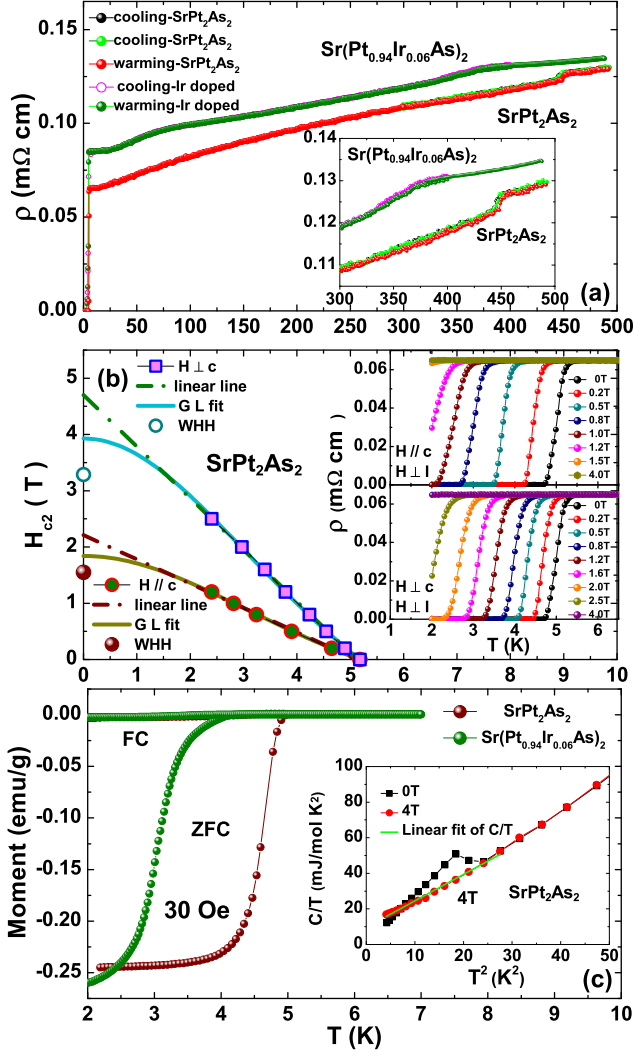 cooling-SrPt2As2
cooling-SrPt2As2
warming-SrPt2As2
cooling-Ir doped
warming-Ir doped
Sr(Pt0.94Ir0.06As)2
SrPt2As2
ρ (mΩ cm)
0.15
0.10
0.05
0.00
0 50 100 150 200 250 300 350 400 450 500
0.14
0.13
0.12
0.11
300 350 400 450 500
Sr(Pt0.94Ir0.06As)2
SrPt2As2
(a)
(b)
H ⊥ c
linear line
G L fit
WHH
SrPt2As2
Hc2 ( T )
5
4
3
2
1
0
H // c
linear line
G L fit
WHH
0 1 2 3 4 5 6 7 8 9 10
ρ (mΩ cm)
0.06
0.03
0.00
H // c
H ⊥ I
0T
0.2T
0.5T
0.8T
1.0T
1.2T
1.5T
4.0T
0.06
0.03
0.00
H ⊥ c
H ⊥ I
0T
0.2T
0.5T
0.8T
1.2T
1.6T
2.0T
2.5T
4.0T
2 3 4 5 6
T (K)
SrPt2As2
Sr(Pt0.94Ir0.06As)2
Moment (emu/g)
0.00
-0.05
-0.10
-0.15
-0.20
-0.25
FC
ZFC
30 Oe
2 3 4 5 6 7 8 9 10
T (K)
C/T (mJ/mol K2)
100
80
60
40
20
0
0T
4T
Linear fit of C/T
4T
SrPt2As2
0 10 20 30 40 50
T2 (K2)
(c)